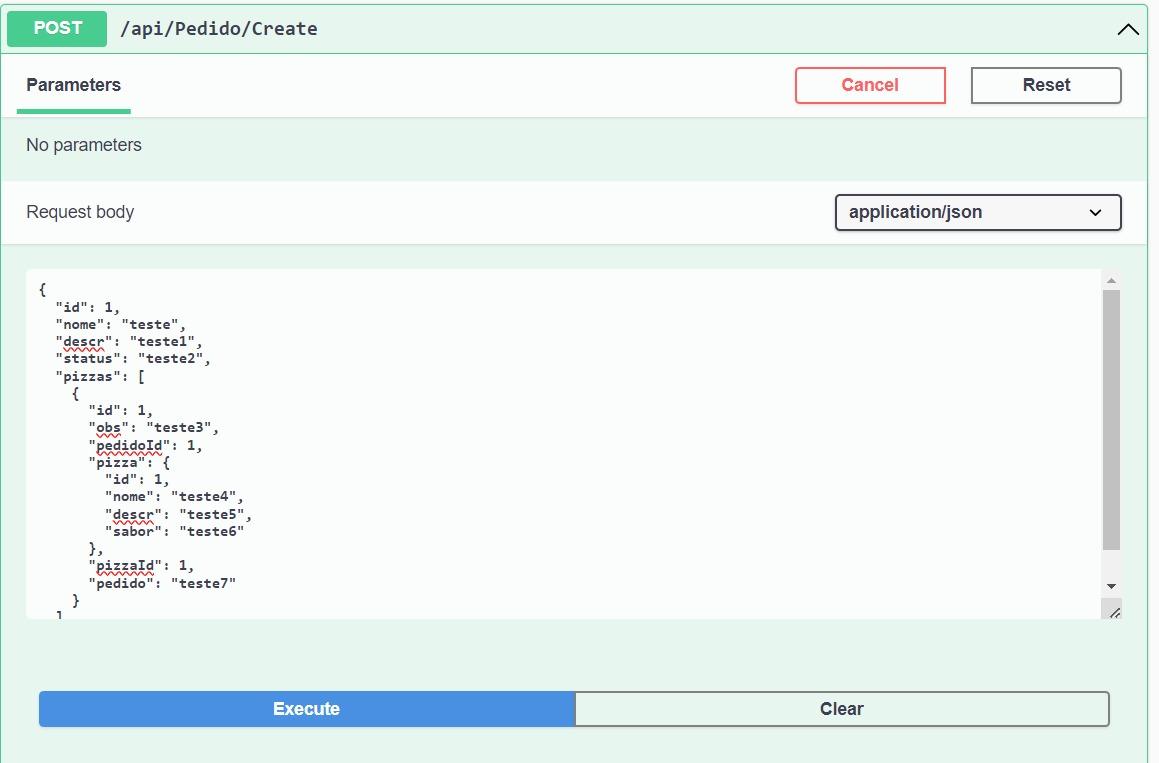 POST /api/Pedido/Create
Parameters
Cancel
Reset
No parameters
Request body
application/json
{
  "id": 1,
  "nome": "teste",
  "descr": "teste1",
  "status": "teste2",
  "pizzas": [
    {
      "id": 1,
      "obs": "teste3",
      "pedidoId": 1,
      "pizza": {
        "id": 1,
        "nome": "teste4",
        "descr": "teste5",
        "sabor": "teste6"
      },
      "pizzaId": 1,
      "pedido": "teste7"
    }
  ]
Execute
Clear